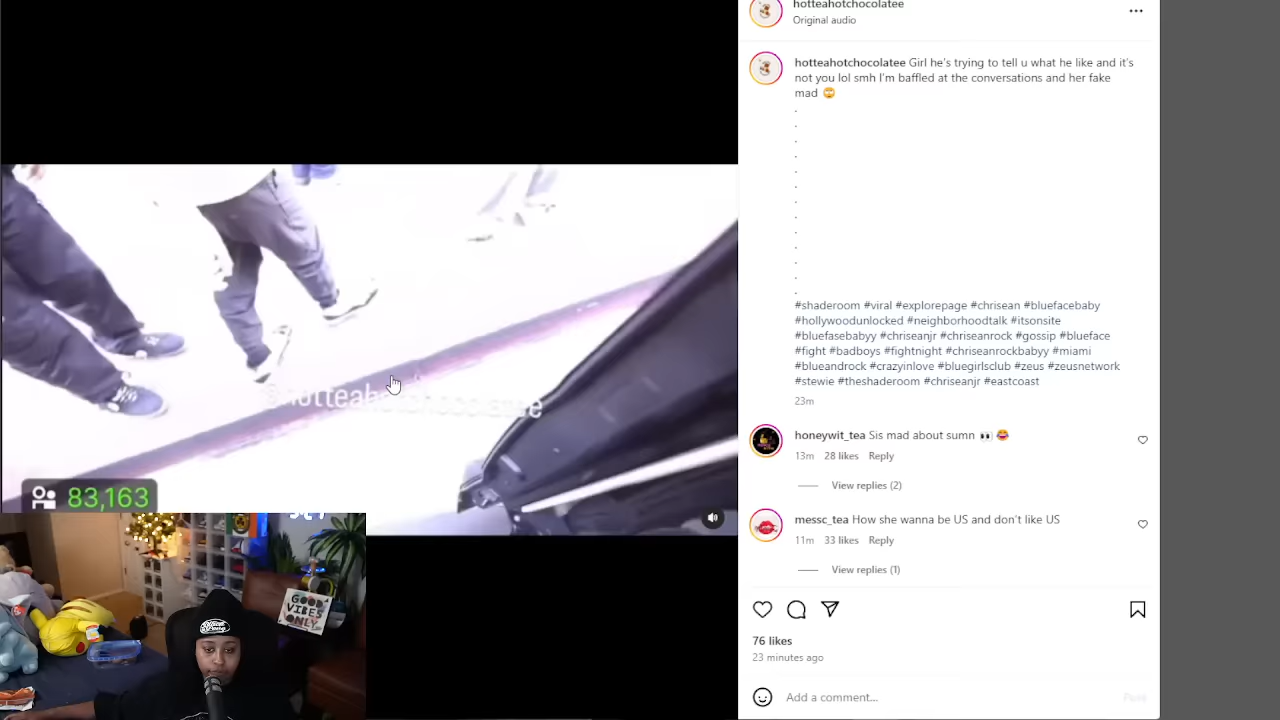 hotteahotchocolatee
Original audio
hotteahotchocolatee Girl he's trying to tell u what he like and it's
not you lol smh I'm baffled at the conversations and her fake
mad 🙄
.
.
.
.
.
.
.
.
.
.
.
.
.
#shaderoom #viral #explorepage #chrisean #bluefacebaby
#hollywoodunlocked #neighborhoodtalk #itsonsite
#bluefasebabyy #chriseanjr #chriseanrock #gossip #blueface
#fight #badboys #fightnight #chriseanrockbabyy #miami
#blueandrock #crazyinlove #bluegirlsclub #zeus #zeusnetwork
#stewie #theshaderoom #chriseanjr #eastcoast
23m
honeywit_tea Sis mad about sumn 👀 😂
13m 28 likes Reply
View replies (2)
messc_tea How she wanna be US and don't like US
11m 33 likes Reply
View replies (1)
76 likes
23 minutes ago
Add a comment...
Post
83,163
GOOD
VIBES
ONLY